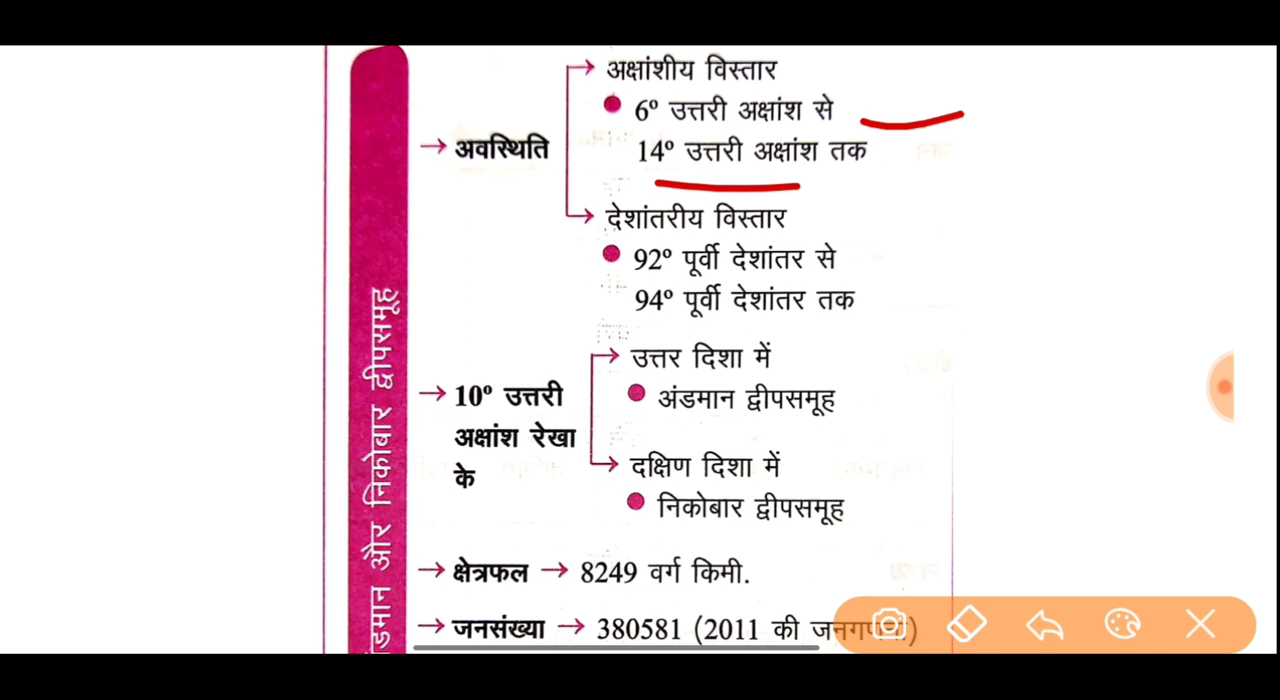 अंडमान और निकोबार द्वीपसमूह
→ अवस्थिति
→ अक्षांशीय विस्तार
● 6° उत्तरी अक्षांश से
14° उत्तरी अक्षांश तक
→ देशांतरीय विस्तार
● 92° पूर्वी देशांतर से
94° पूर्वी देशांतर तक
→ 10° उत्तरी
अक्षांश रेखा
के
→ उत्तर दिशा में
● अंडमान द्वीपसमूह
→ दक्षिण दिशा में
● निकोबार द्वीपसमूह
→ क्षेत्रफल → 8249 वर्ग किमी.
→ जनसंख्या → 380581 (2011 की जनगणना)